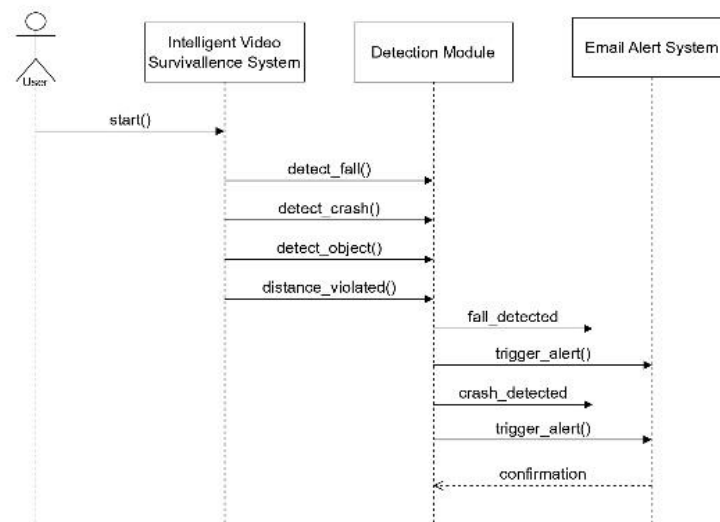 Intelligent Video
Survivallence System
Detection Module
Email Alert System
User
start()
detect_fall()
detect_crash()
detect_object()
distance_violated()
fall_detected
trigger_alert()
crash_detected
trigger_alert()
confirmation